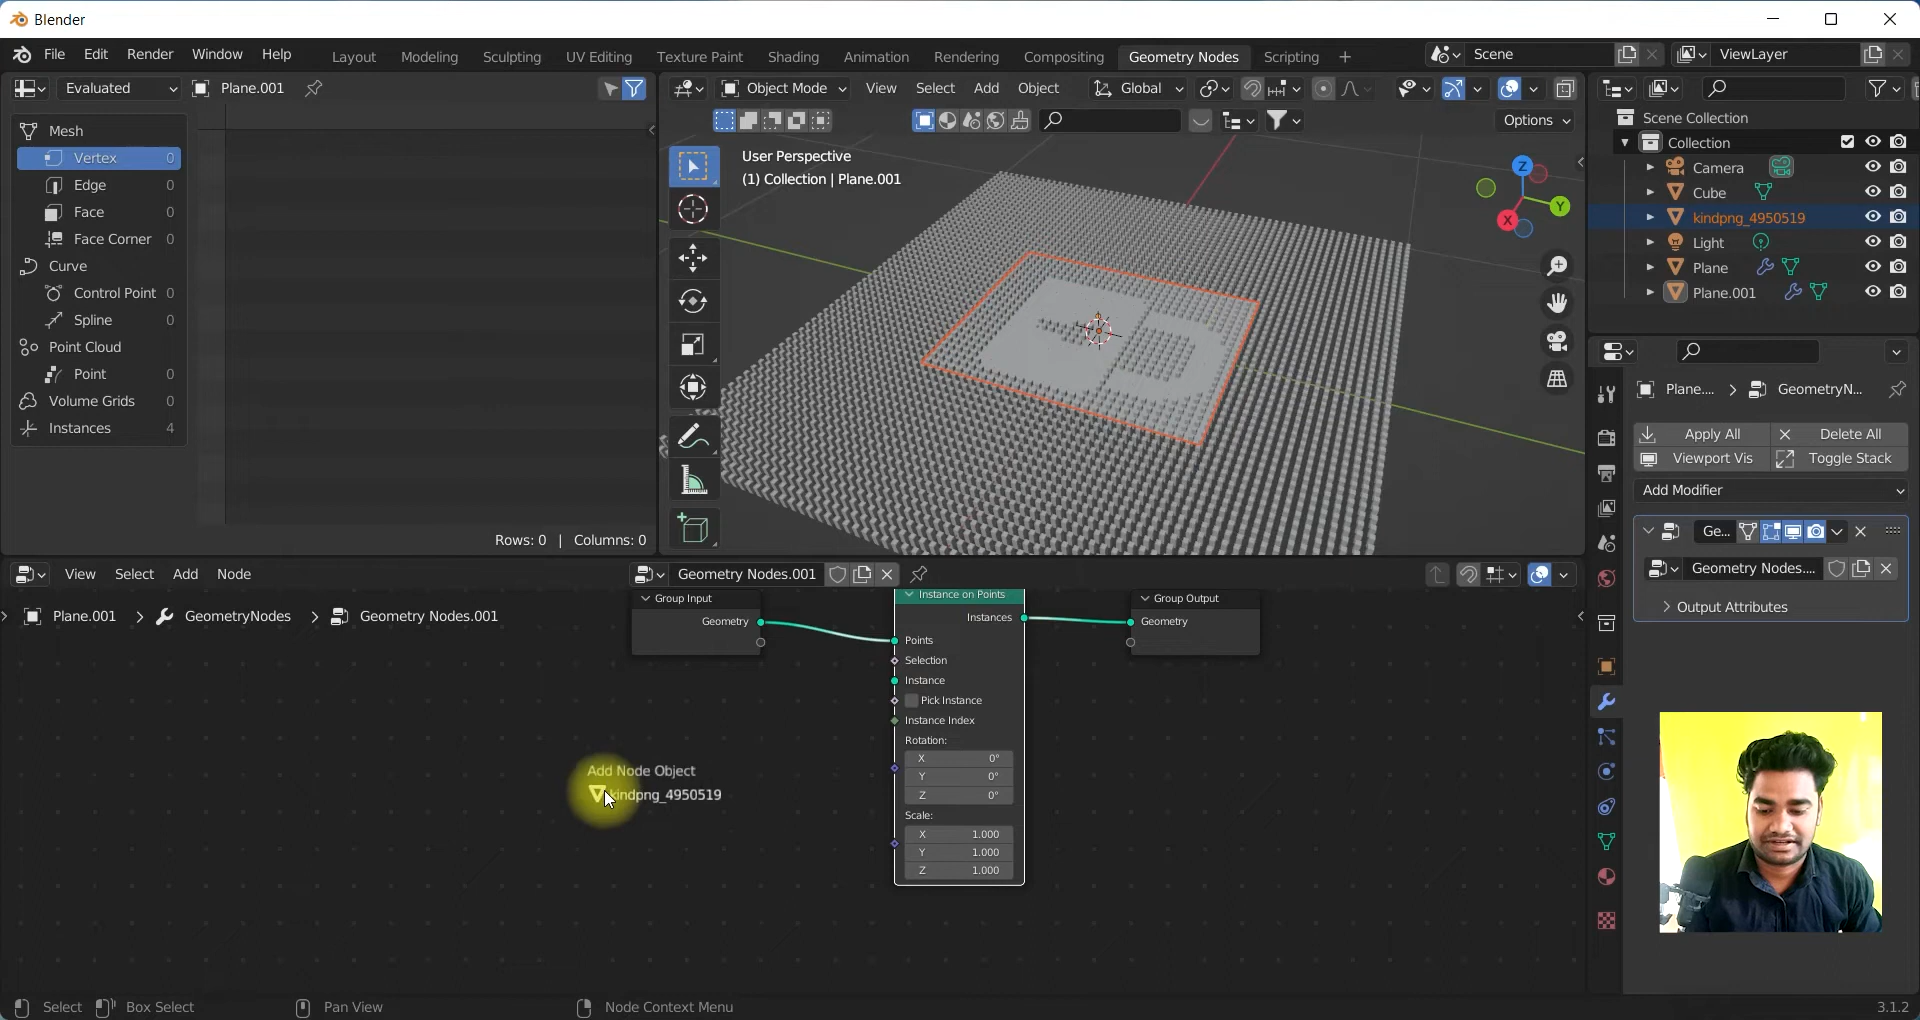 Blender
File Edit Render Window Help
Layout Modeling Sculpting UV Editing Texture Paint Shading Animation Rendering Compositing Geometry Nodes Scripting +
Scene
ViewLayer
Evaluated
Plane.001
Object Mode View Select Add Object
Global
Options
Mesh
Vertex 0
Edge 0
Face 0
Face Corner 0
Curve
Control Point 0
Spline 0
Point Cloud
Point 0
Volume Grids 0
Instances 4
Rows: 0 | Columns: 0
User Perspective
(1) Collection | Plane.001
Z
Y
X
Scene Collection
Collection
Camera
Cube
kindpng_4950519
Light
Plane
Plane.001
Plane.... > GeometryN...
Apply All
Delete All
Viewport Vis
Toggle Stack
Add Modifier
Ge...
Geometry Nodes....
Output Attributes
View Select Add Node
Geometry Nodes.001
Plane.001 > GeometryNodes > Geometry Nodes.001
Group Input
Geometry
Instance on Points
Instances
Points
Selection
Instance
Pick Instance
Instance Index
Rotation:
X 0°
Y 0°
Z 0°
Scale:
X 1.000
Y 1.000
Z 1.000
Group Output
Geometry
Add Node Object
kindpng_4950519
Select
Box Select
Pan View
Node Context Menu
3.1.2